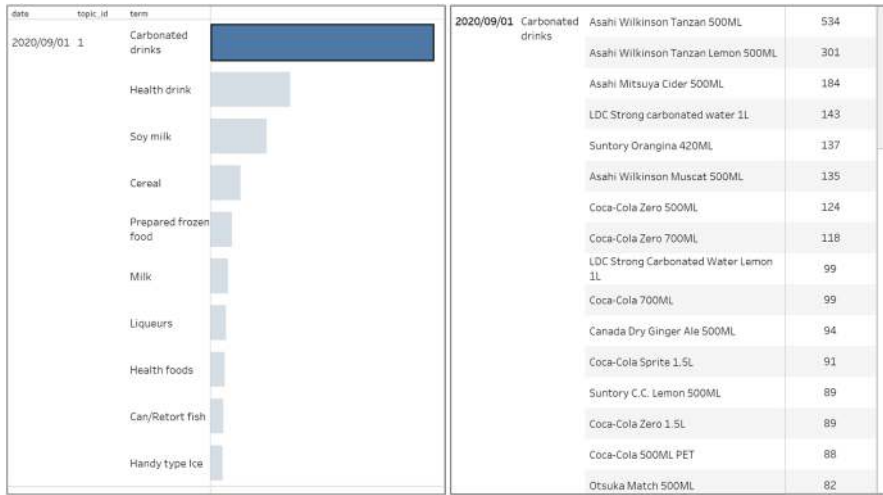 date topic_id term
2020/09/01 1 Carbonated
drinks
Health drink
Soy milk
Cereal
Prepared frozen
food
Milk
Liqueurs
Health foods
Can/Retort fish
Handy type Ice
2020/09/01 Carbonated
drinks
Asahi Wilkinson Tanzan 500ML 534
Asahi Wilkinson Tanzan Lemon 500ML 301
Asahi Mitsuya Cider 500ML 184
LDC Strong carbonated water 1L 143
Suntory Orangina 420ML 137
Asahi Wilkinson Muscat 500ML 135
Coca-Cola Zero 500ML 124
Coca-Cola Zero 700ML 118
LDC Strong Carbonated Water Lemon
1L 99
Coca-Cola 700ML 99
Canada Dry Ginger Ale 500ML 94
Coca-Cola Sprite 1.5L 91
Suntory C.C. Lemon 500ML 89
Coca-Cola Zero 1.5L 89
Coca-Cola 500ML PET 88
Otsuka Match 500ML 82